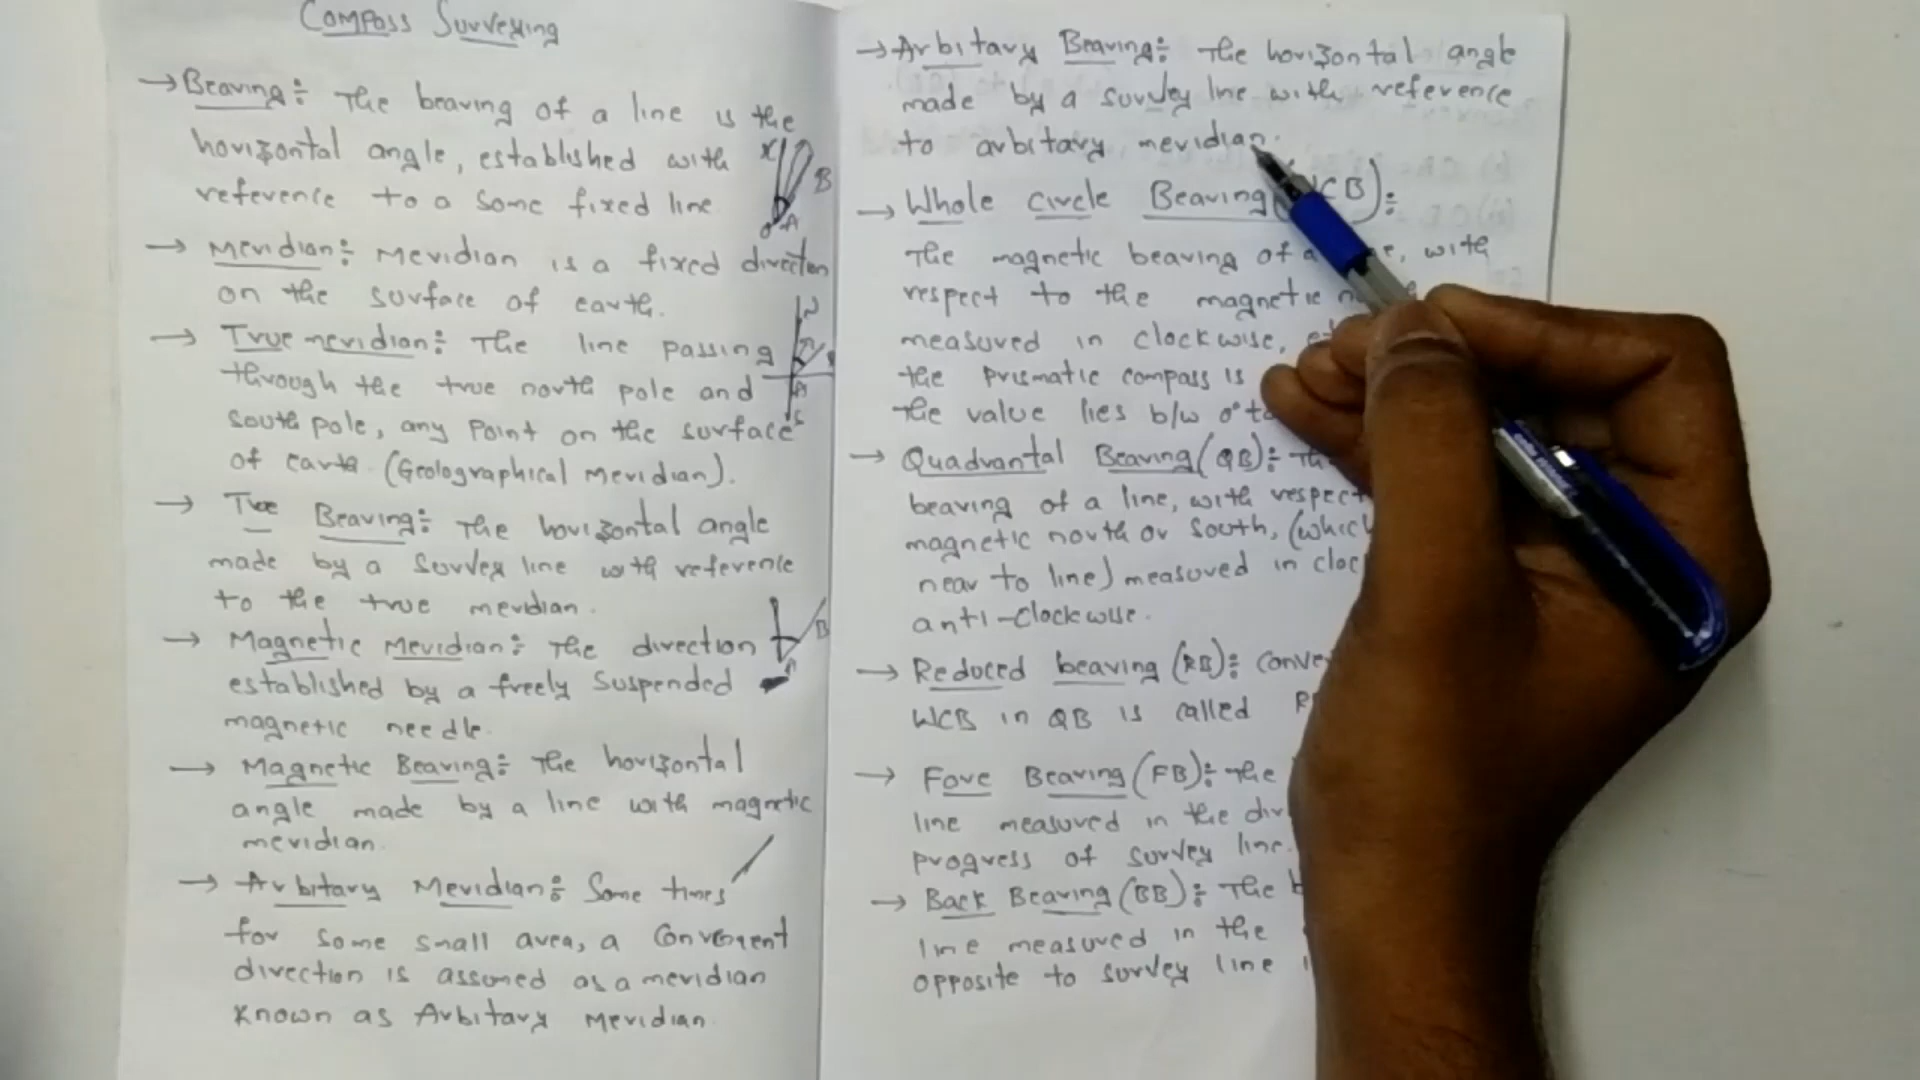 Compass Surveying
→ Bearing:- The bearing of a line is the
horizontal angle, established with
reference to a some fixed line
→ Meridian:- Meridian is a fixed direction
on the surface of earth.
→ True meridian:- The line passing
through the true north pole and
south pole, any point on the surface
of earth. (Geolographical meridian).
→ True Bearing:- The horizontal angle
made by a survey line with reference
to the true meridian.
→ Magnetic Meridian:- The direction
established by a freely suspended
magnetic needle.
→ Magnetic Bearing:- The horizontal
angle made by a line with magnetic
meridian.
→ Arbitary Meridian:- Some times
for some small area, a convenient
direction is assumed as a meridian
known as Arbitary Meridian.
X
B
O
A
N
A
S
B
→ Arbitary Bearing:- The horizontal angle
made by a survey line with reference
to arbitary meridian.
→ Whole circle Bearing (WCB):-
The magnetic bearing of a, with
respect to the magnetic
measured in clockwise,
the prismatic compass is
The value lies b/w 0° to
→ Quadrantal Bearing (QB):-
bearing of a line, with respect
magnetic north or south, (which
near to line) measured in
anti-clockwise.
→ Reduced bearing (RB):-
WCB in QB is called
→ Fore Bearing (FB):- The
line measured in the
progress of survey line.
→ Back Bearing (BB):- The
line measured in the
opposite to survey line